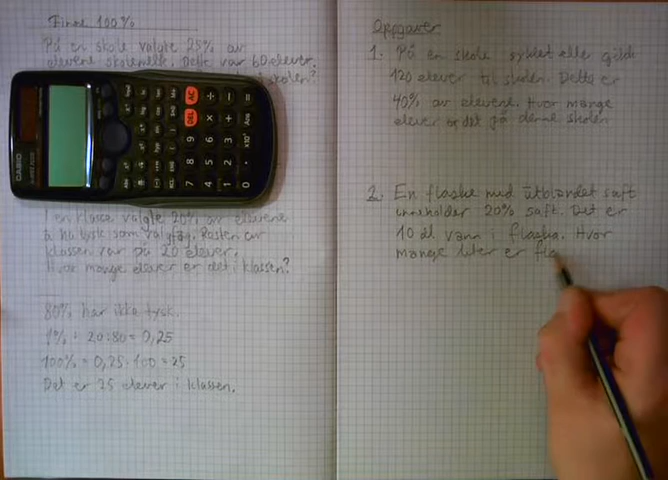 Finne 100%
På en skole valgte 25% av
elevene skolemelk. Dette var 60 elever.
skolen?
CASIO
I en klasse valgte 20% av elevene
å ha tysk som valgfag. Resten av
klassen var på 20 elever.
Hvor mange elever er det i klassen?
80% har ikke tysk.
1% = 20:80 = 0,25
100% = 0,25·100 = 25
Det er 25 elever i klassen.
Oppgaver
1. På en skole syklet eller gikk
120 elever til skolen. Dette er
40% av elevene. Hvor mange
elever er det på denne skolen
2. En flaske med utblandet saft
inneholder 20% saft. Det er
10 dl vann i flaska. Hvor
mange liter er fla